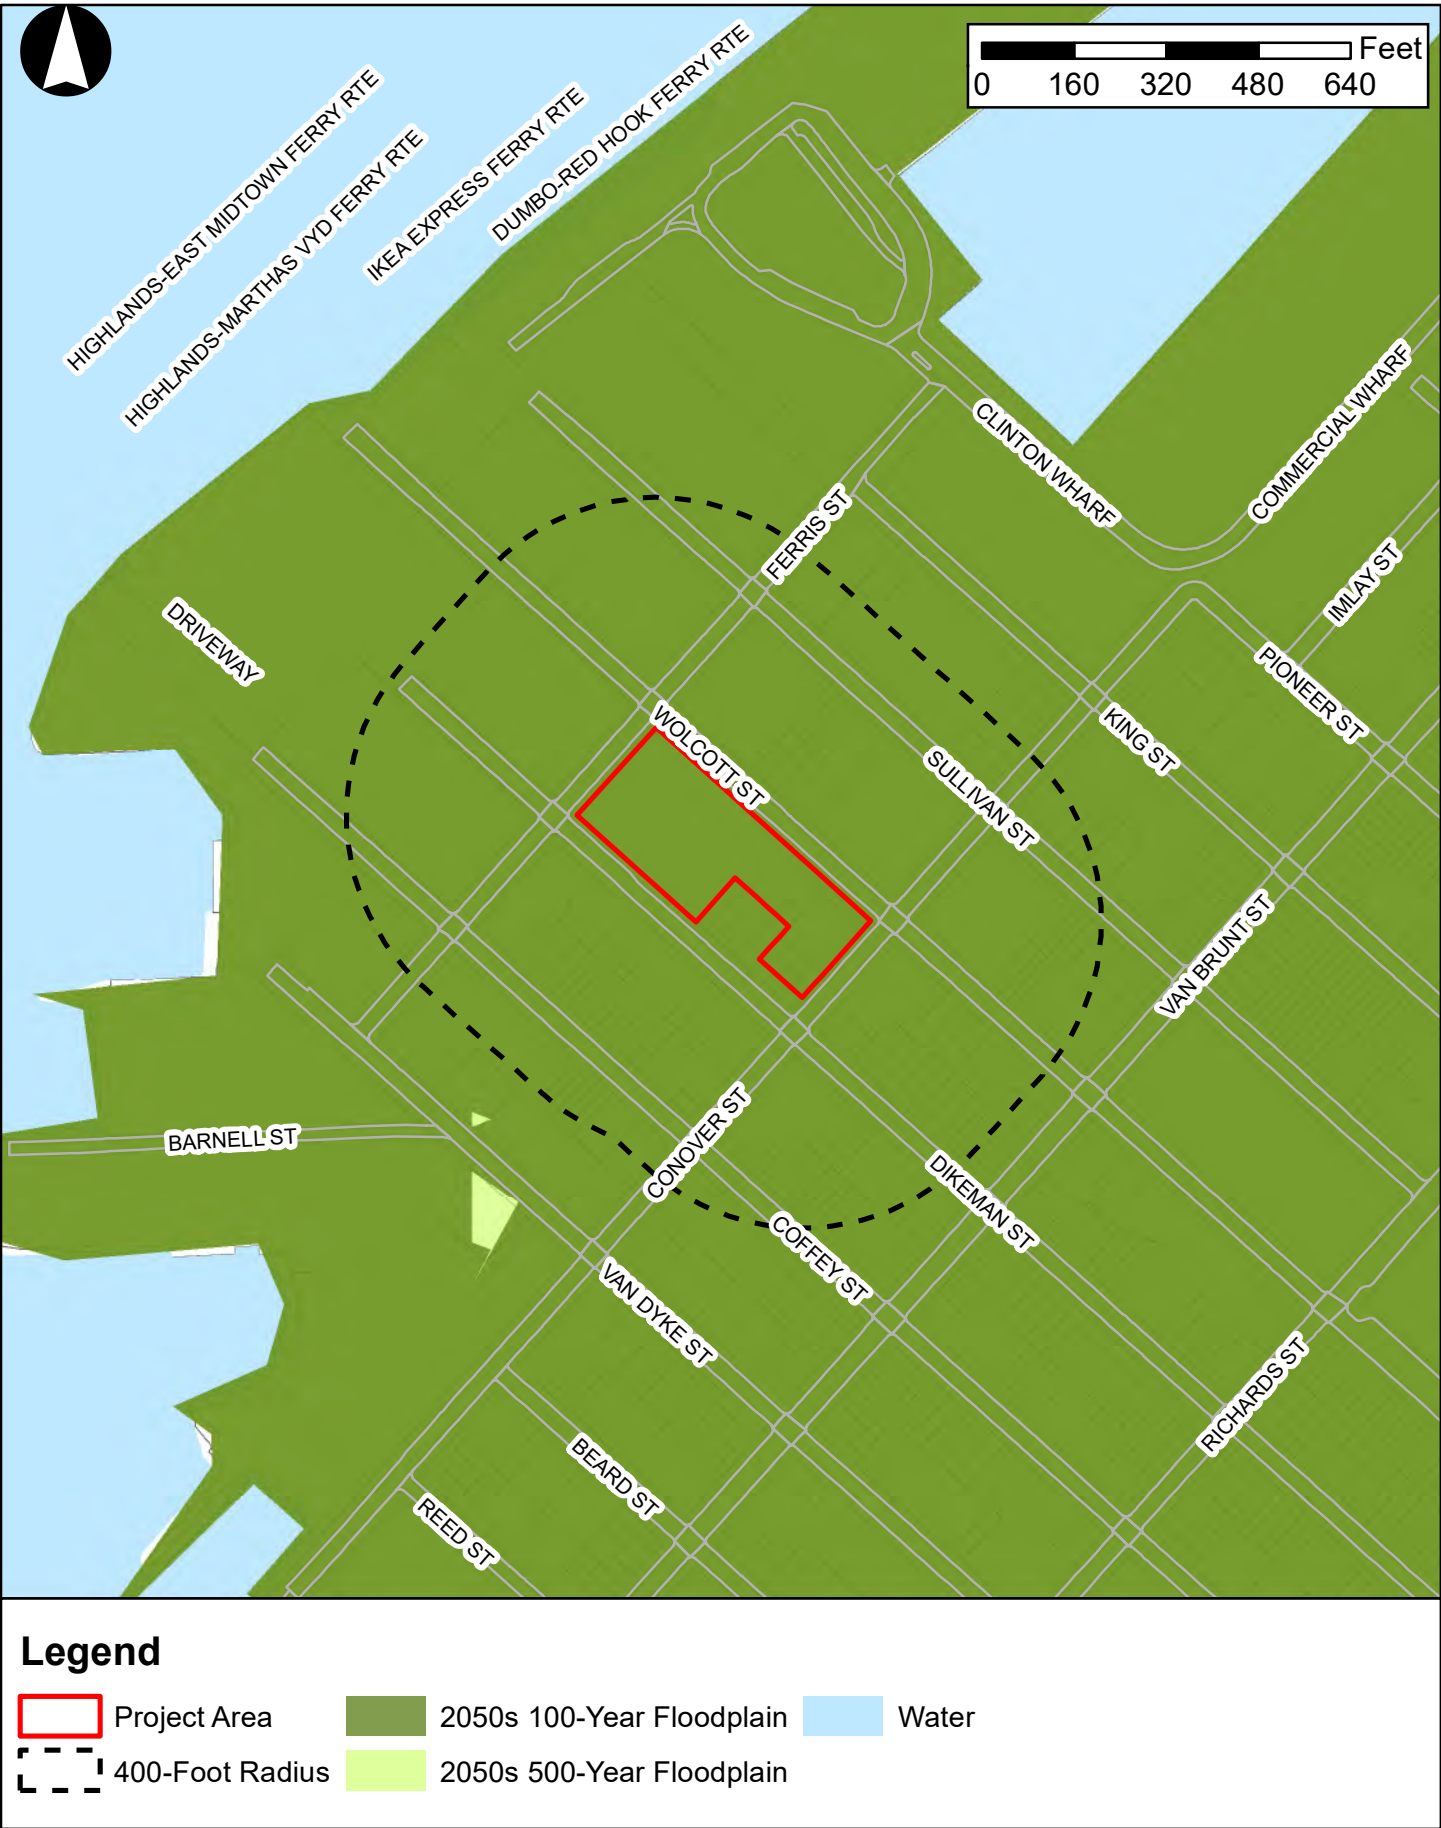 Feet
0 160 320 480 640
HIGHLANDS-EAST MIDTOWN FERRY RTE
HIGHLANDS-MARTHAS VYD FERRY RTE
IKEA EXPRESS FERRY RTE
DUMBO-RED HOOK FERRY RTE
CLINTON WHARF
COMMERCIAL WHARF
FERRIS ST
IMLAY ST
DRIVEWAY
PIONEER ST
WOLCOTT ST
KING ST
SULLIVAN ST
VAN BRUNT ST
BARNELL ST
CONOVER ST
DIKEMAN ST
COFFEY ST
VAN DYKE ST
RICHARDS ST
BEARD ST
REED ST
Legend
Project Area
2050s 100-Year Floodplain
Water
400-Foot Radius
2050s 500-Year Floodplain